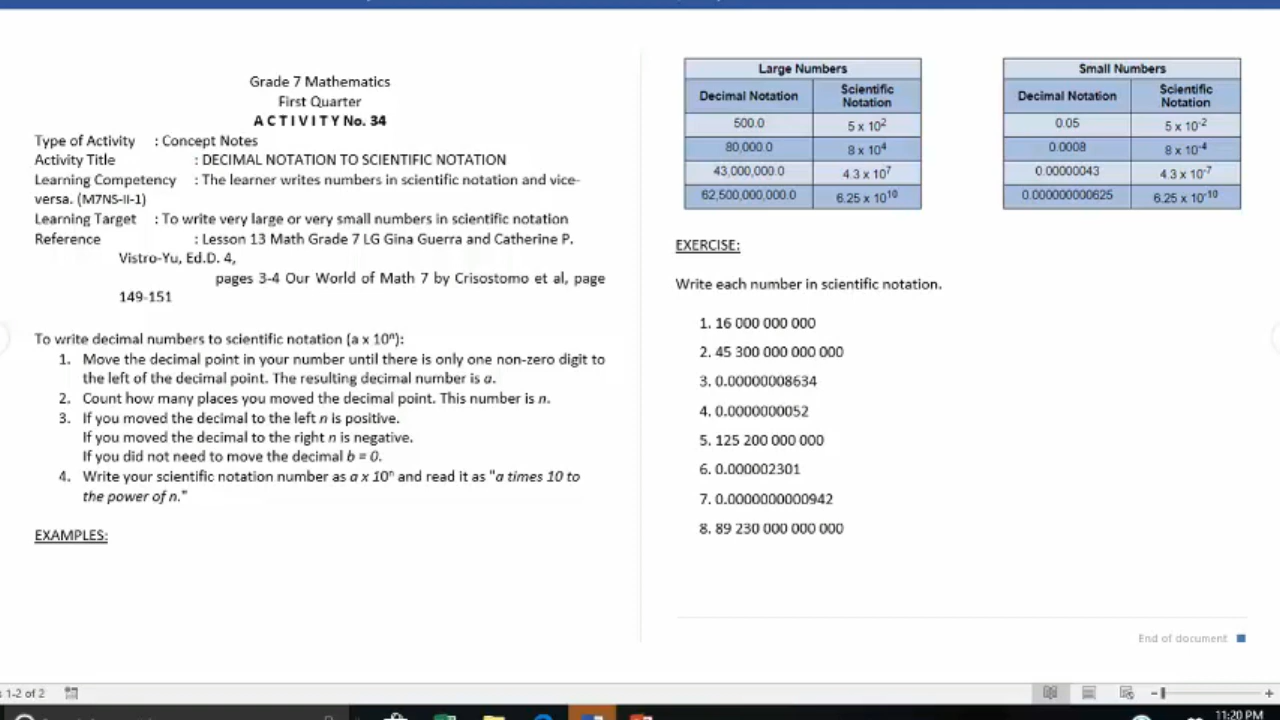 Grade 7 Mathematics
First Quarter
A C T I V I T Y No. 34
Type of Activity : Concept Notes
Activity Title : DECIMAL NOTATION TO SCIENTIFIC NOTATION
Learning Competency : The learner writes numbers in scientific notation and vice-
versa. (M7NS-II-1)
Learning Target : To write very large or very small numbers in scientific notation
Reference : Lesson 13 Math Grade 7 LG Gina Guerra and Catherine P.
Vistro-Yu, Ed.D. 4,
pages 3-4 Our World of Math 7 by Crisostomo et al, page
149-151
To write decimal numbers to scientific notation (a x 10ⁿ):
1. Move the decimal point in your number until there is only one non-zero digit to
the left of the decimal point. The resulting decimal number is a.
2. Count how many places you moved the decimal point. This number is n.
3. If you moved the decimal to the left n is positive.
If you moved the decimal to the right n is negative.
If you did not need to move the decimal b = 0.
4. Write your scientific notation number as a x 10ⁿ and read it as "a times 10 to
the power of n."
EXAMPLES:
Large Numbers
Decimal Notation Scientific Notation
500.0 5 x 10²
80,000.0 8 x 10⁴
43,000,000.0 4.3 x 10⁷
62,500,000,000.0 6.25 x 10¹⁰
Small Numbers
Decimal Notation Scientific Notation
0.05 5 x 10⁻²
0.0008 8 x 10⁻⁴
0.00000043 4.3 x 10⁻⁷
0.000000000625 6.25 x 10⁻¹⁰
EXERCISE:
Write each number in scientific notation.
1. 16 000 000 000
2. 45 300 000 000 000
3. 0.00000008634
4. 0.0000000052
5. 125 200 000 000
6. 0.000002301
7. 0.0000000000942
8. 89 230 000 000 000
End of document
1-2 of 2
11:20 PM